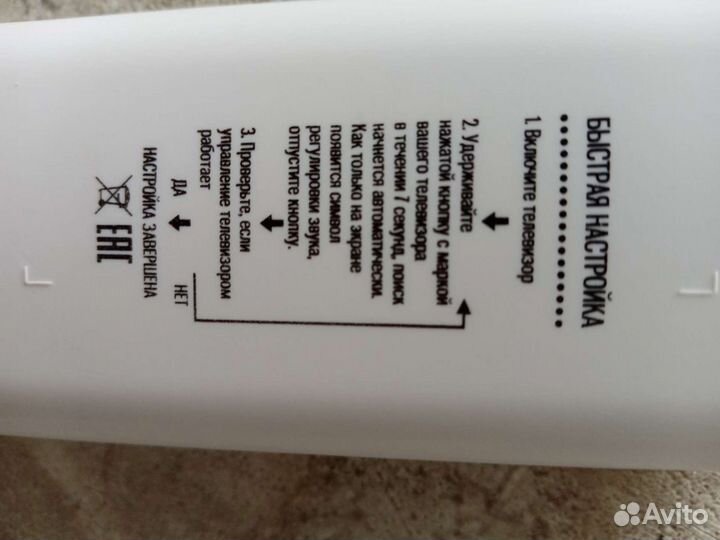 БЫСТРАЯ НАСТРОЙКА
1. Включите телевизор
2. Удерживайте
нажатой кнопку с маркой
вашего телевизора
в течении 7 секунд, поиск
начнется автоматически.
Как только на экране
появится символ
регулировки звука,
отпустите кнопку.
3. Проверьте, если
управление телевизором
работает
ДА
НЕТ
НАСТРОЙКА ЗАВЕРШЕНА
EAC
Avito